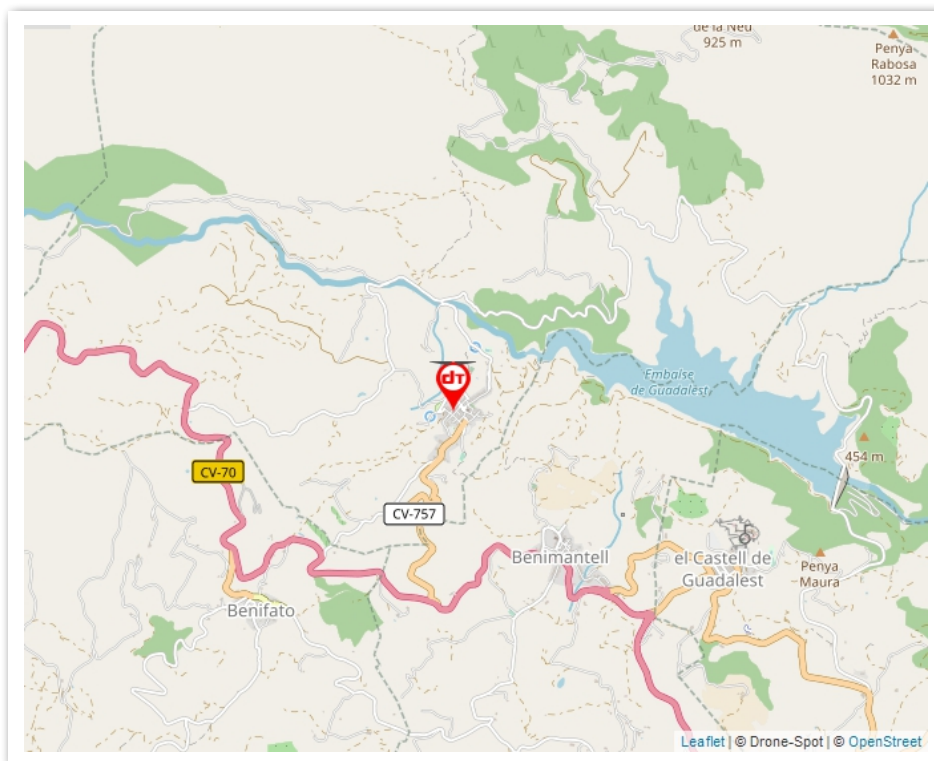 de la Neu
925 m
Penya
Rabosa
1032 m
Embalse
de Guadalest
dT
454 m
CV-70
CV-757
Benimantell
el Castell de
Guadalest
Penya
Maura
Benifato
Leaflet | © Drone-Spot | © OpenStreet